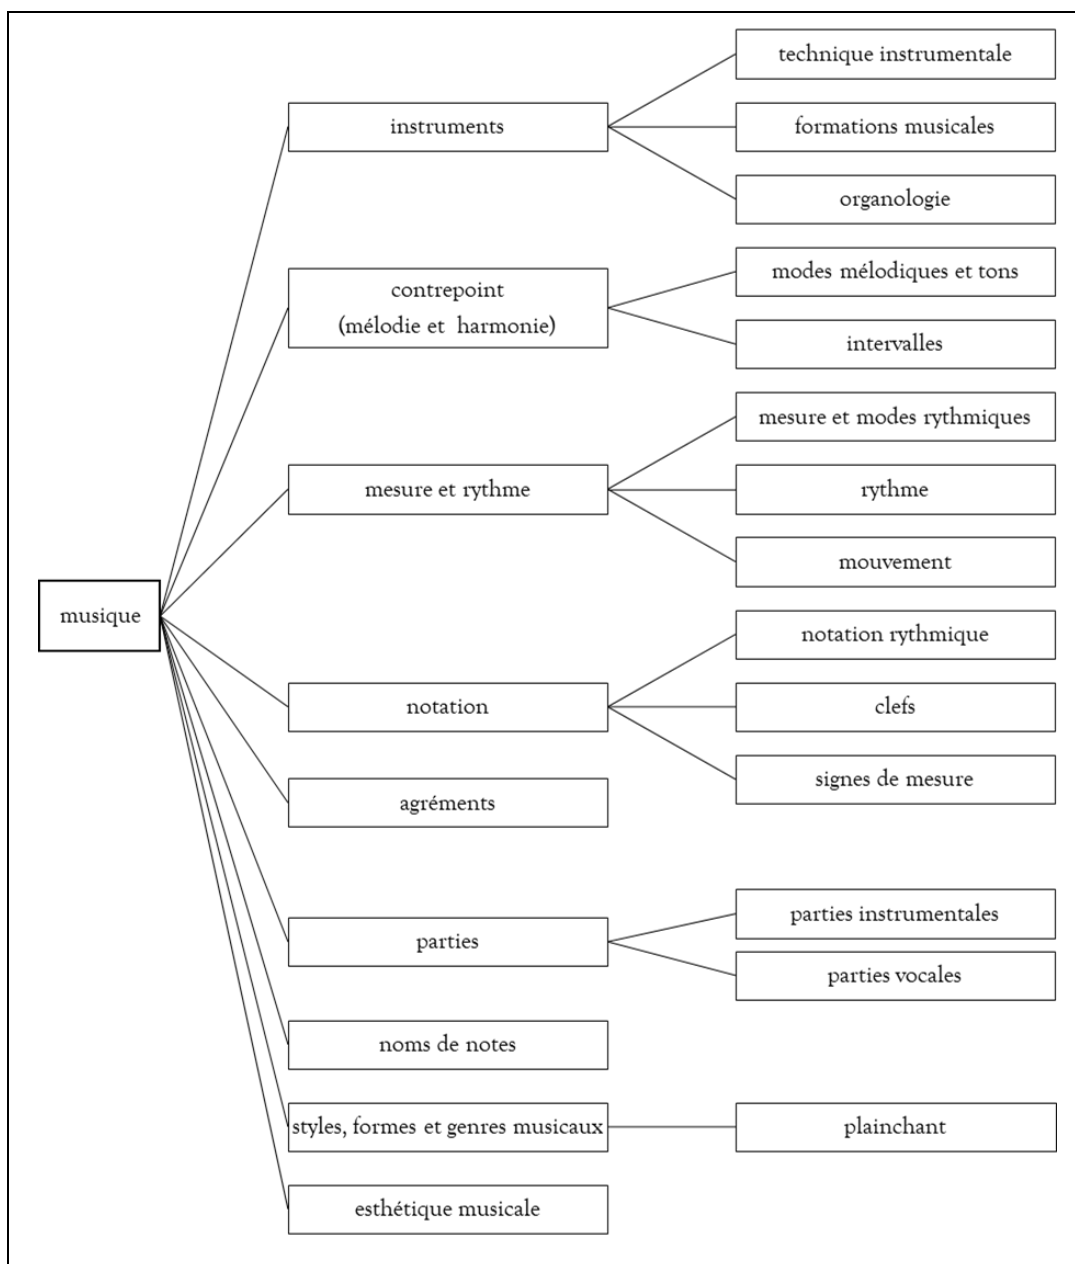 technique instrumentale
instruments
formations musicales
organologie
modes mélodiques et tons
contrepoint
(mélodie et harmonie)
intervalles
mesure et modes rythmiques
mesure et rythme
rythme
mouvement
musique
notation rythmique
notation
clefs
signes de mesure
agréments
parties instrumentales
parties
parties vocales
noms de notes
styles, formes et genres musicaux
plainchant
esthétique musicale